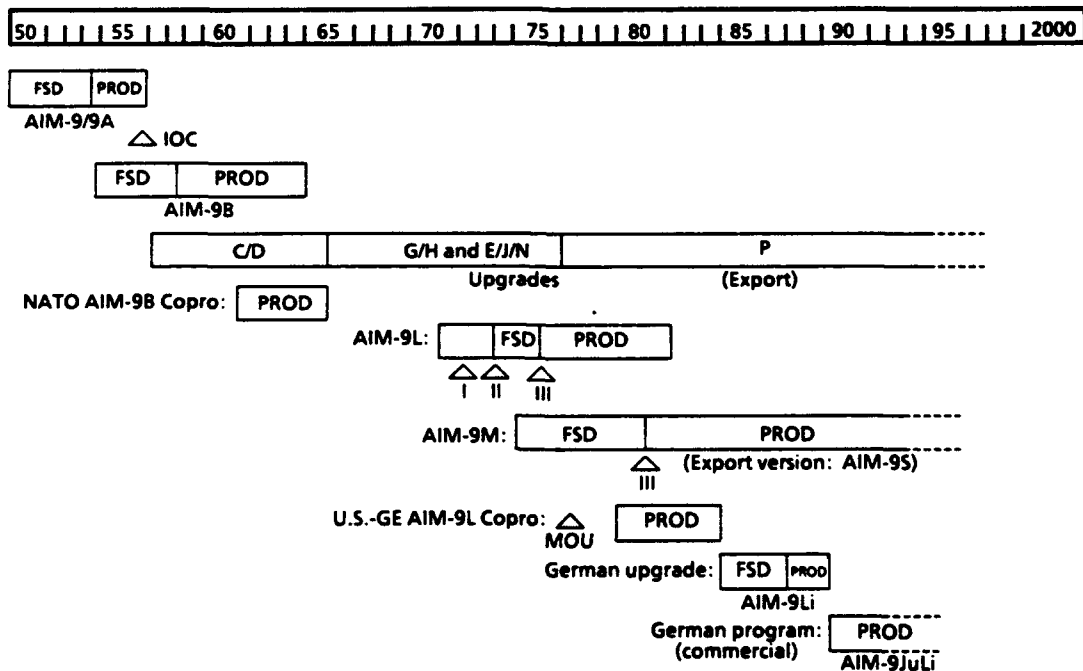 50 55 60 65 70 75 80 85 90 95 2000
FSD PROD
AIM-9/9A
IOC
FSD PROD
AIM-9B
C/D G/H and E/J/N P
Upgrades (Export)
NATO AIM-9B Copro: PROD
AIM-9L: FSD PROD
I II III
AIM-9M: FSD PROD
(Export version: AIM-9S)
III
U.S.-GE AIM-9L Copro: PROD
MOU
German upgrade: FSD PROD
AIM-9Li
German program: PROD
(commercial)
AIM-9JuLi